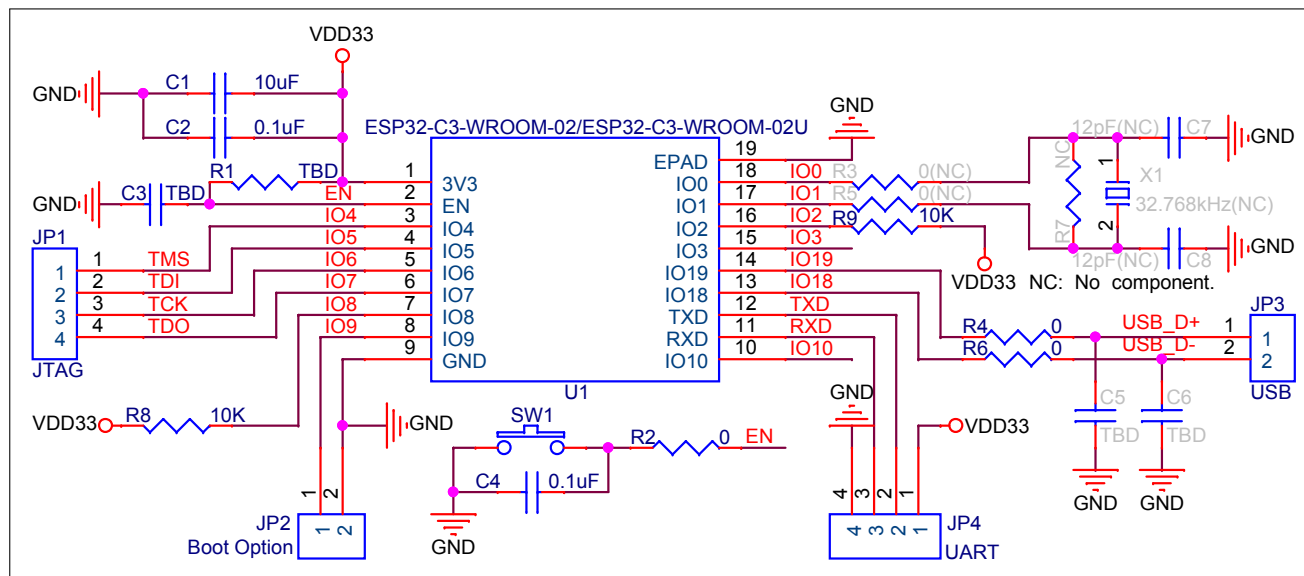 VDD33
GND C1 10uF
C2 0.1uF
ESP32-C3-WROOM-02/ESP32-C3-WROOM-02U
R1 TBD
GND C3 TBD EN
1 3V3
2 EN
IO4 3 IO4
IO5 4 IO5
IO6 5 IO6
IO7 6 IO7
IO8 7 IO8
IO9 8 IO9
9 GND
U1
EPAD 19 GND
IO0 18 IO0 R3 0(NC)
IO1 17 IO1 R5 0(NC)
IO2 16 IO2 R9 10K VDD33
IO3 15 IO3
IO19 14 IO19
IO18 13 IO18
TXD 12 TXD
RXD 11 RXD
IO10 10 IO10
12pF(NC) C7 GND
NC R7
1 X1
32.768kHz(NC)
2
12pF(NC) C8 GND
NC: No component.
JP1
1 1 TMS
2 2 TDI
3 3 TCK
4 4 TDO
JTAG
R4 0 USB_D+ 1 1
R6 0 USB_D- 2 2
JP3
USB
C5 TBD GND
C6 TBD GND
VDD33 R8 10K
GND
1 2
1 2
JP2
Boot Option
SW1
R2 0 EN
C4 0.1uF
GND
GND
VDD33
4 3 2 1
4 3 2 1
JP4
UART